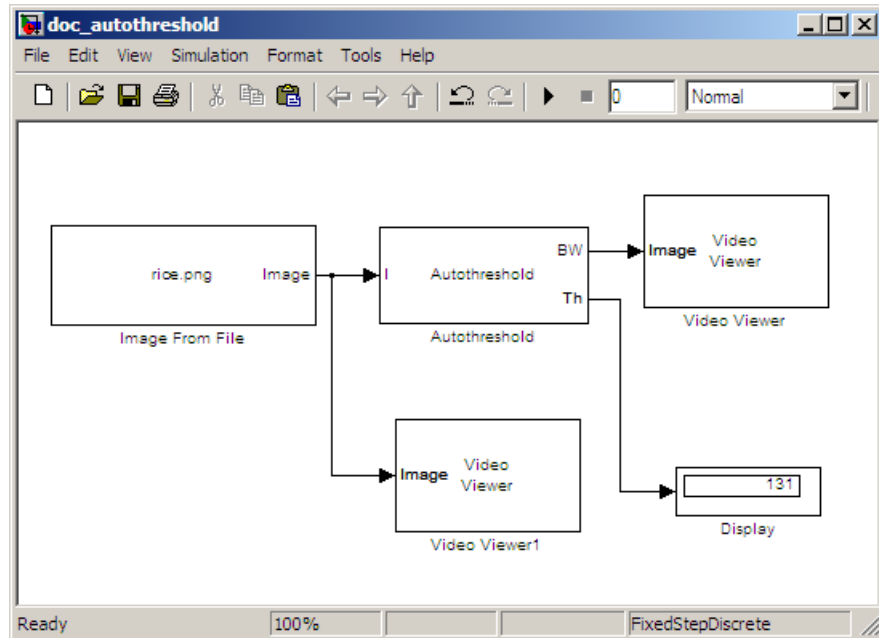 doc_autothreshold
File Edit View Simulation Format Tools Help
0 Normal
rice.png Image
Image From File
I Autothreshold BW Th
Autothreshold
Image Video Viewer
Video Viewer
Image Video Viewer
Video Viewer1
131
Display
Ready 100% FixedStepDiscrete